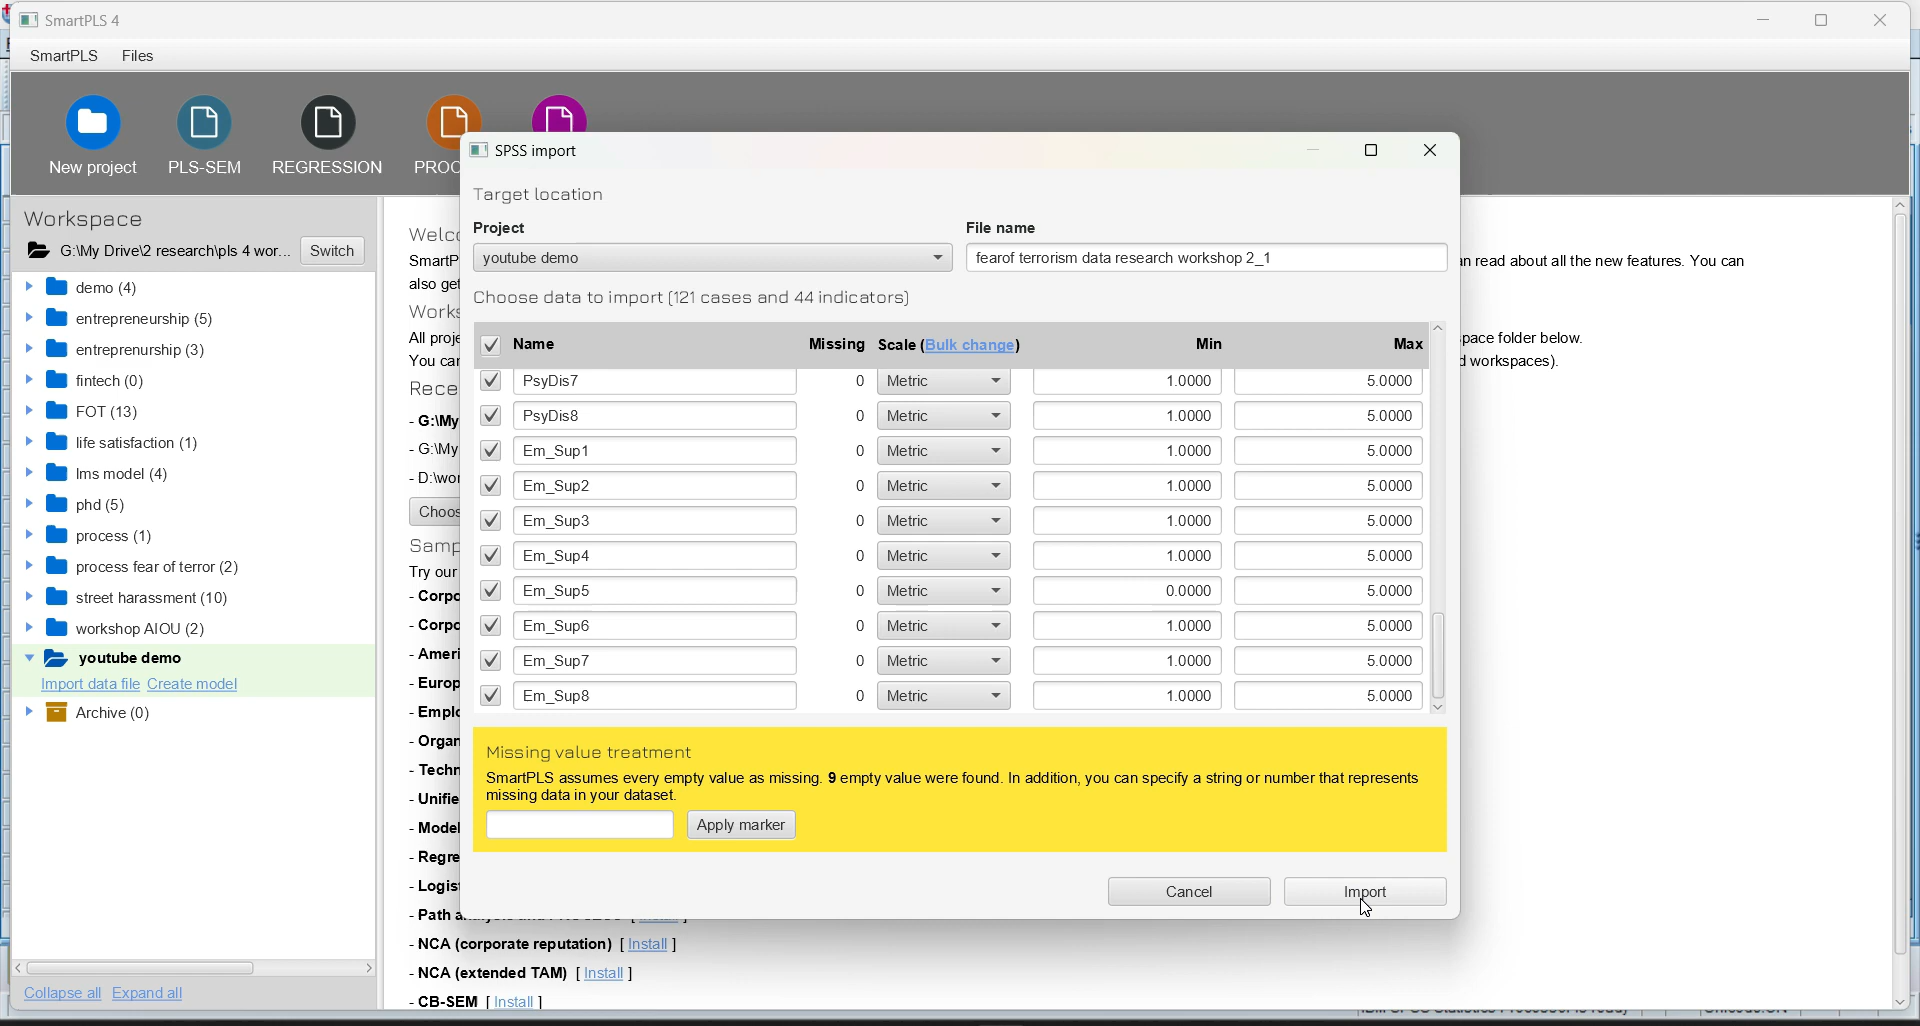 SmartPLS 4
SmartPLS Files
New project
PLS-SEM
REGRESSION
Workspace
G:\My Drive\2 research\pls 4 wor... Switch
demo (4)
entrepreneurship (5)
entreprenurship (3)
fintech (0)
FOT (13)
life satisfaction (1)
lms model (4)
phd (5)
process (1)
process fear of terror (2)
street harassment (10)
workshop AIOU (2)
youtube demo
Import data file Create model
Archive (0)
Collapse all Expand all
SPSS import
Target location
Project File name
youtube demo fearof terrorism data research workshop 2_1
Choose data to import (121 cases and 44 indicators)
Name Missing Scale (Bulk change) Min Max
PsyDis7 0 Metric 1.0000 5.0000
PsyDis8 0 Metric 1.0000 5.0000
Em_Sup1 0 Metric 1.0000 5.0000
Em_Sup2 0 Metric 1.0000 5.0000
Em_Sup3 0 Metric 1.0000 5.0000
Em_Sup4 0 Metric 1.0000 5.0000
Em_Sup5 0 Metric 0.0000 5.0000
Em_Sup6 0 Metric 1.0000 5.0000
Em_Sup7 0 Metric 1.0000 5.0000
Em_Sup8 0 Metric 1.0000 5.0000
Missing value treatment
SmartPLS assumes every empty value as missing. 9 empty value were found. In addition, you can specify a string or number that represents
missing data in your dataset.
Apply marker
Cancel Import
read about all the new features. You can
also
folder below.
workspaces).
- NCA (corporate reputation) [ Install ]
- NCA (extended TAM) [ Install ]
- CB-SEM [ Install ]